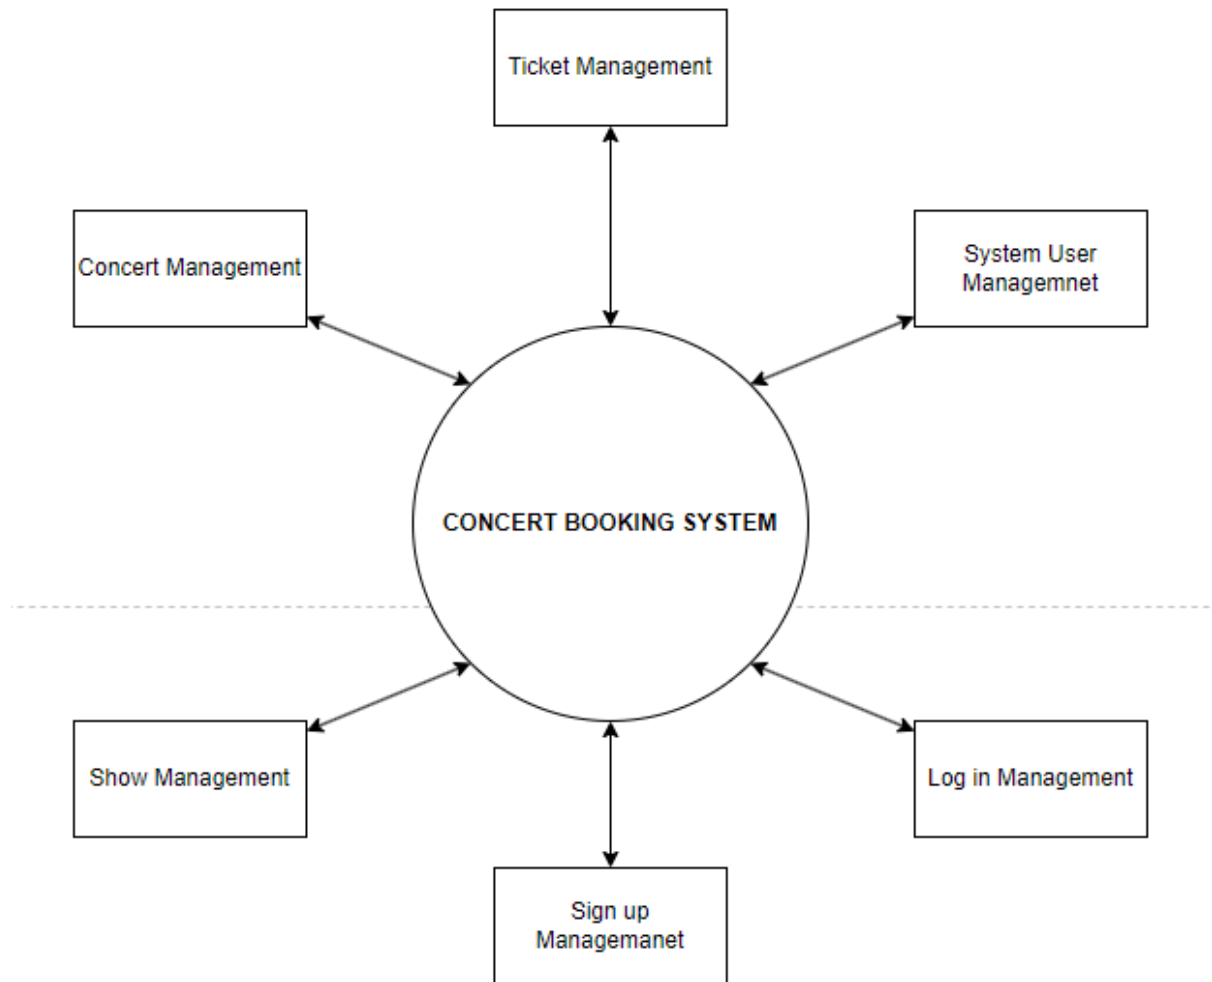 Ticket Management
Concert Management
System User
Managemnet
CONCERT BOOKING SYSTEM
Show Management
Log in Management
Sign up
Managemanet